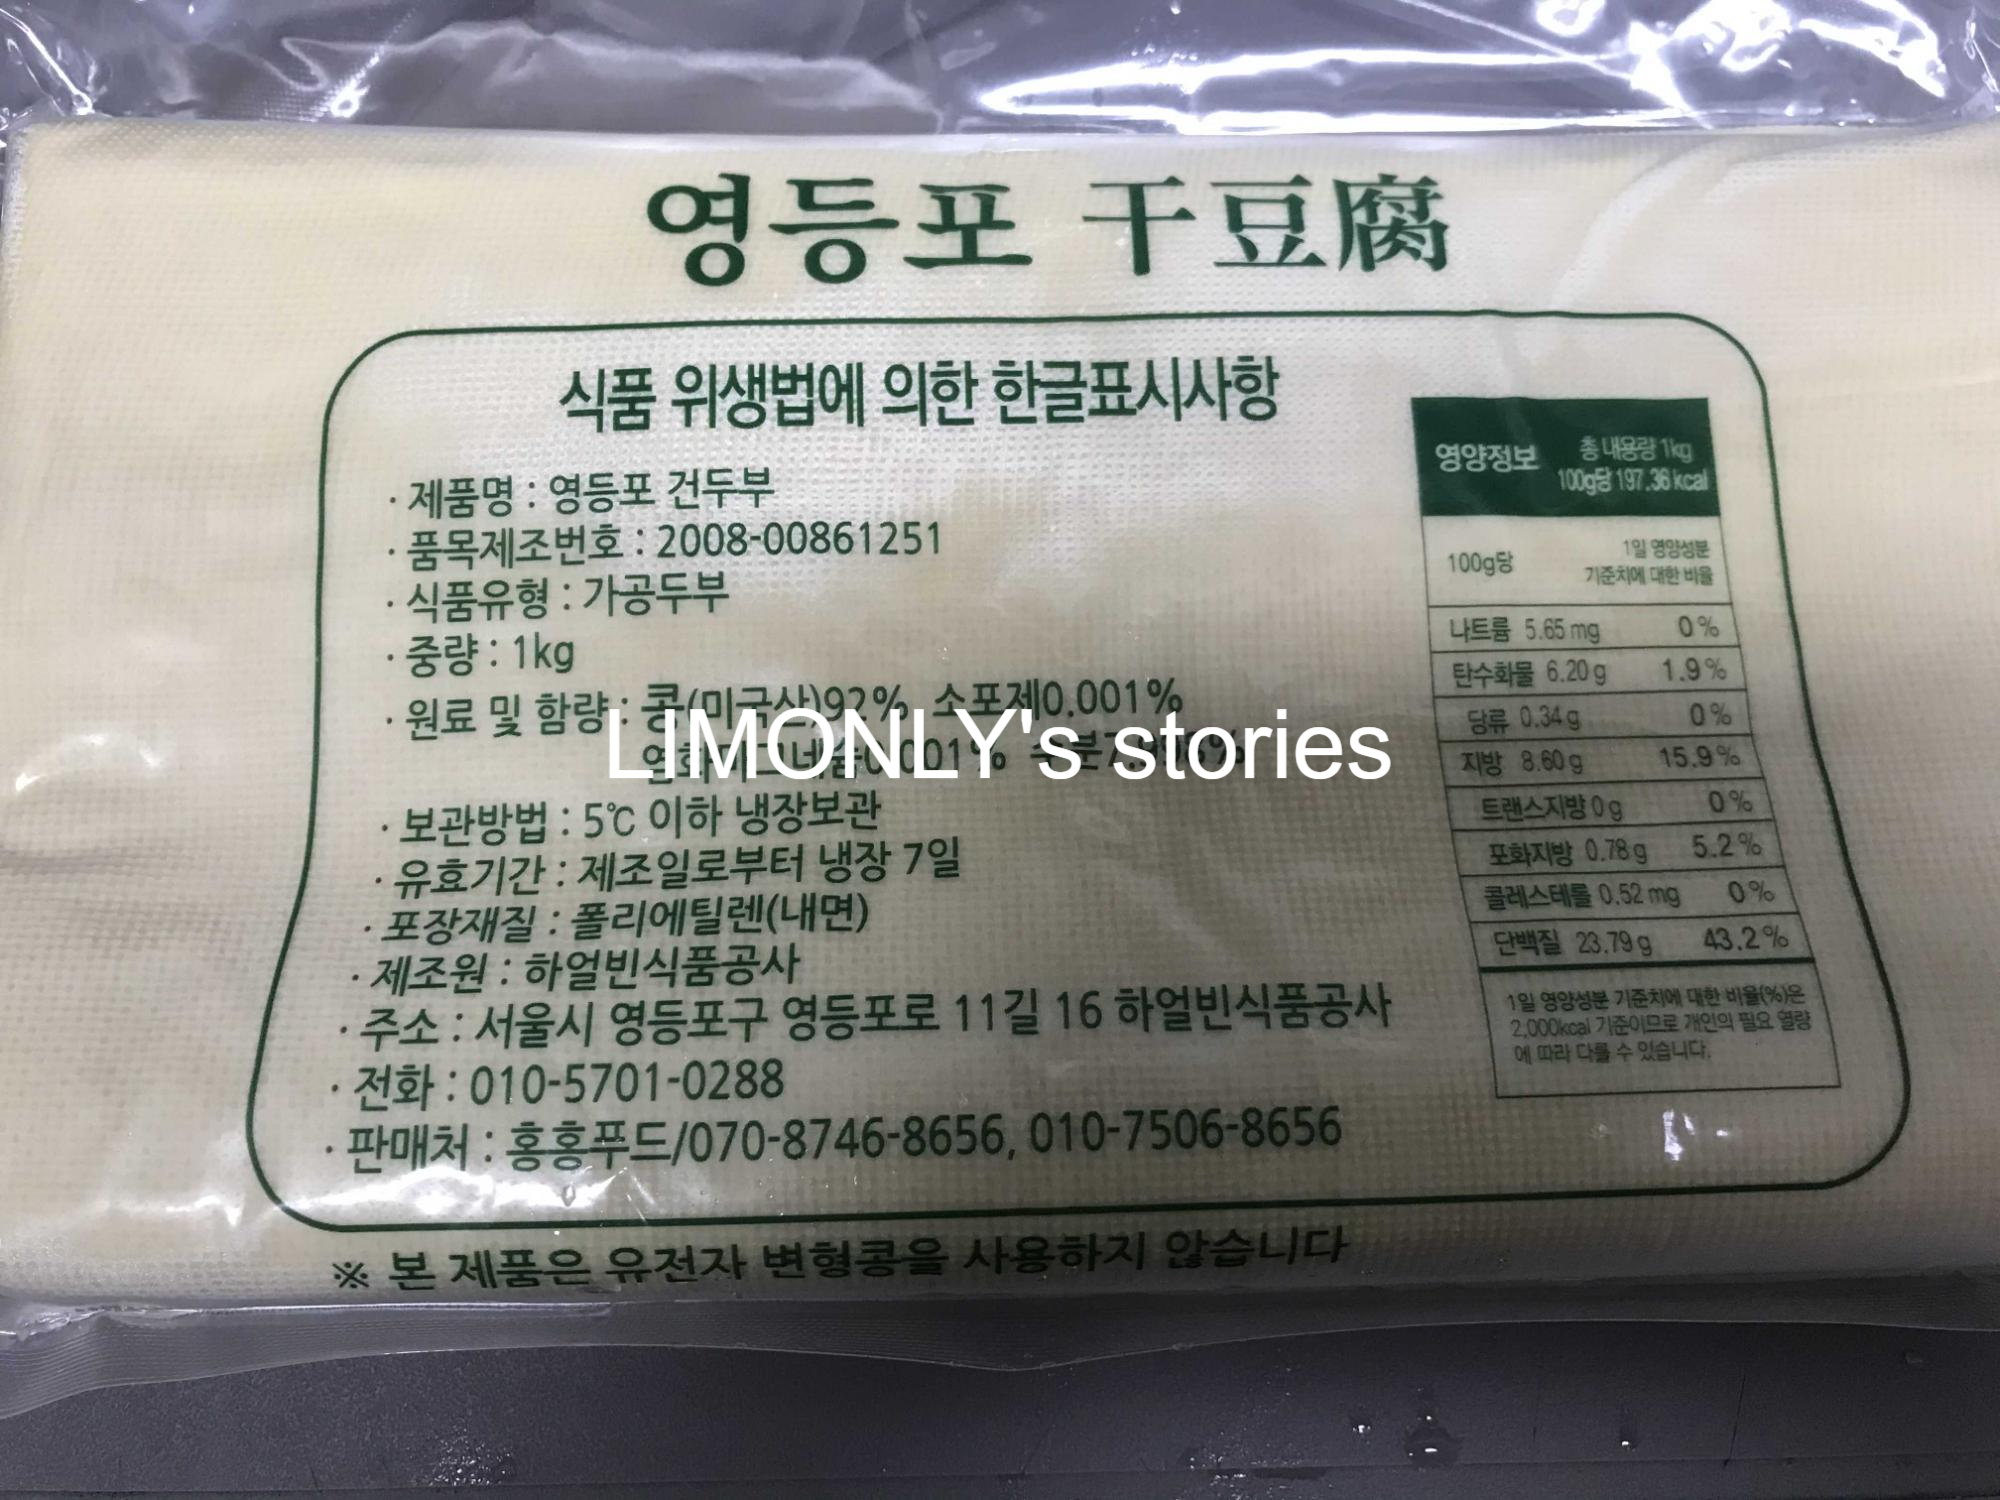 영등포 干豆腐
식품 위생법에 의한 한글표시사항
· 제품명 : 영등포 건두부
· 품목제조번호 : 2008-00861251
· 식품유형 : 가공두부
· 중량 : 1kg
· 원료 및 함량 : 콩(미국산)92%, 소포제0.001%
LIMONLY's stories
· 보관방법 : 5℃ 이하 냉장보관
· 유효기간 : 제조일로부터 냉장 7일
· 포장재질 : 폴리에틸렌(내면)
· 제조원 : 하얼빈식품공사
· 주소 : 서울시 영등포구 영등포로 11길 16 하얼빈식품공사
· 전화 : 010-5701-0288
· 판매처 : 홍홍푸드/070-8746-8656, 010-7506-8656
※ 본 제품은 유전자 변형콩을 사용하지 않습니다
영양정보 총 내용량 1kg
100g당 197.36 kcal
100g당 1일 영양성분
기준치에 대한 비율
나트륨 5.65 mg 0 %
탄수화물 6.20 g 1.9 %
당류 0.34 g 0 %
지방 8.60 g 15.9 %
트랜스지방 0 g 0 %
포화지방 0.78 g 5.2 %
콜레스테롤 0.52 mg 0 %
단백질 23.79 g 43.2 %
1일 영양성분 기준치에 대한 비율(%)은
2,000kcal 기준이므로 개인의 필요 열량
에 따라 다를 수 있습니다.